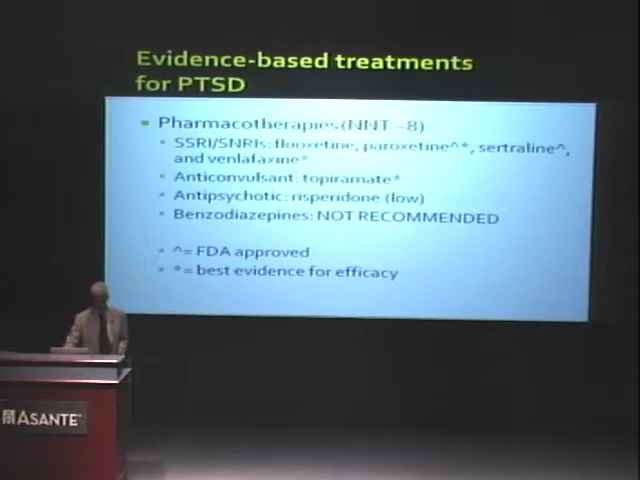 Evidence-based treatments
for PTSD
Pharmacotherapies (NNT ~8)
SSRI/SNRIs: fluoxetine, paroxetine^*, sertraline^,
and venlafaxine*
Anticonvulsant: topiramate*
Antipsychotic: risperidone (low)
Benzodiazepines: NOT RECOMMENDED
^= FDA approved
*= best evidence for efficacy
ASANTE